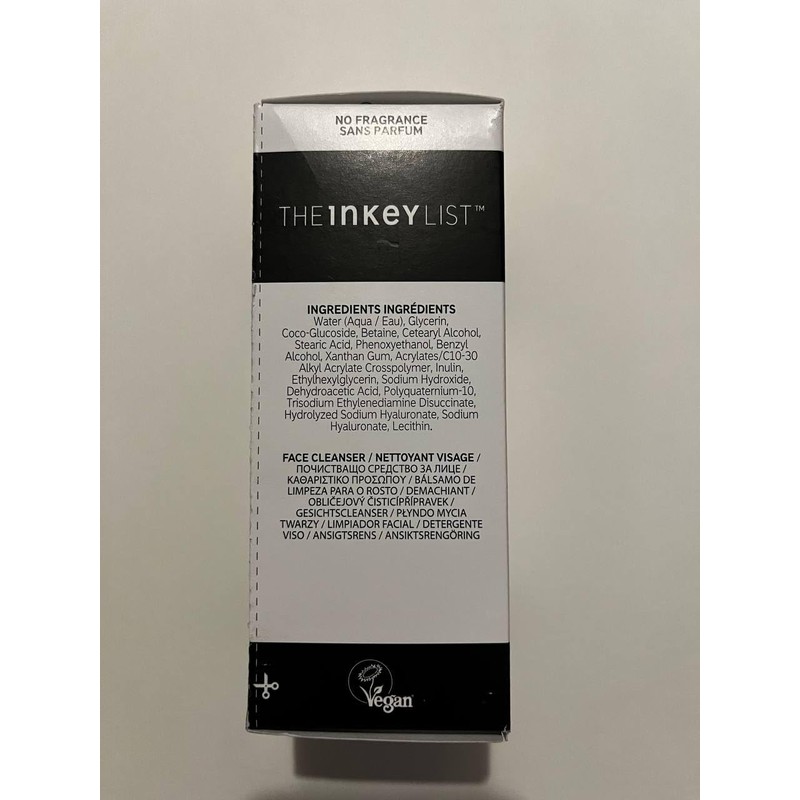 NO FRAGRANCE
SANS PARFUM
THE INKEY LIST™
INGREDIENTS INGRÉDIENTS
Water (Aqua / Eau), Glycerin,
Coco-Glucoside, Betaine, Cetearyl Alcohol,
Stearic Acid, Phenoxyethanol, Benzyl
Alcohol, Xanthan Gum, Acrylates/C10-30
Alkyl Acrylate Crosspolymer, Inulin,
Ethylhexylglycerin, Sodium Hydroxide,
Dehydroacetic Acid, Polyquaternium-10,
Trisodium Ethylenediamine Disuccinate,
Hydrolyzed Sodium Hyaluronate, Sodium
Hyaluronate, Lecithin.
FACE CLEANSER / NETTOYANT VISAGE /
ПОЧИСТВАЩО СРЕДСТВО ЗА ЛИЦЕ /
ΚΑΘΑΡΙΣΤΙΚΟ ΠΡΟΣΩΠΟΥ / BÁLSAMO DE
LIMPEZA PARA O ROSTO / DEMACHIANT /
OBLIČEJOVÝ ČISTICÍPŘÍPRAVEK /
GESICHTSCLEANSER / PŁYNDO MYCIA
TWARZY / LIMPIADOR FACIAL / DETERGENTE
VISO / ANSIGTSRENS / ANSIKTSRENGÖRING
Vegan